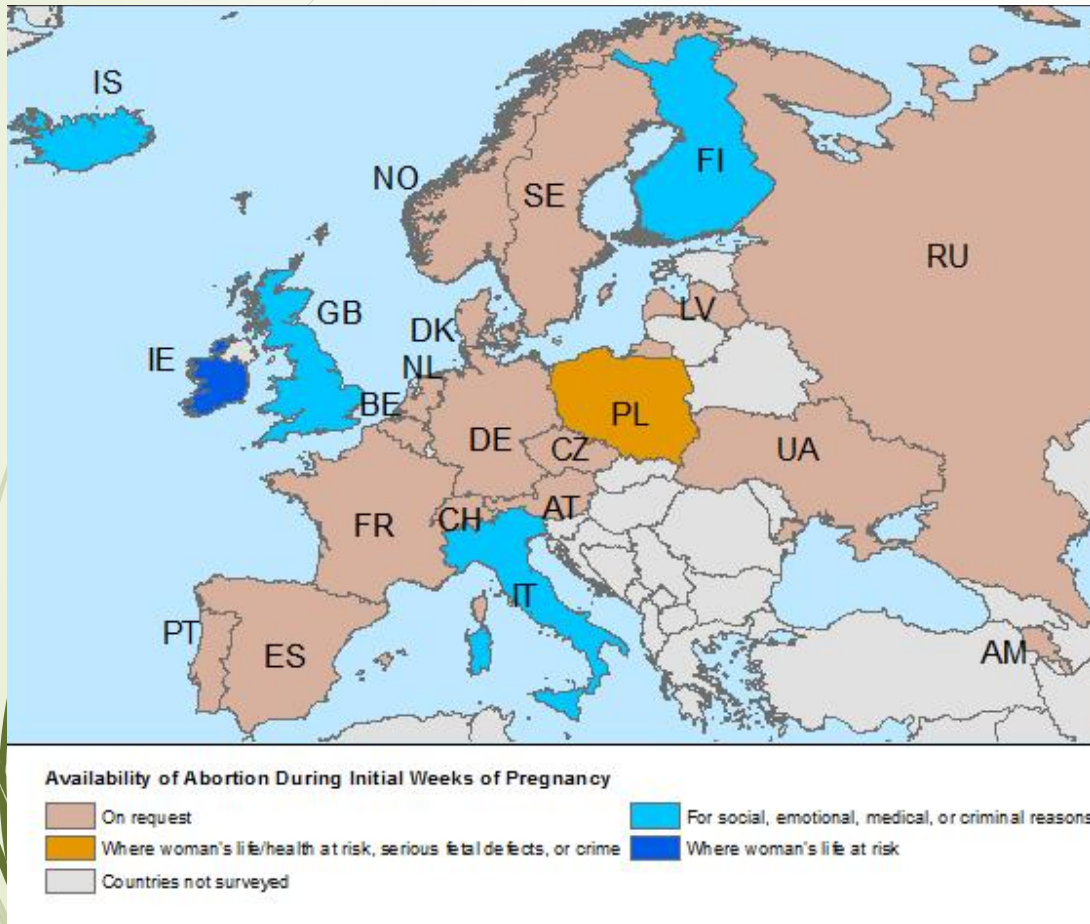 IS
NO
SE
FI
RU
GB
DK
LV
IE
NL
BE
PL
DE
CZ
UA
FR
CH
AT
IT
PT
ES
AM
Availability of Abortion During Initial Weeks of Pregnancy
On request
For social, emotional, medical, or criminal reasons
Where woman's life/health at risk, serious fetal defects, or crime
Where woman's life at risk
Countries not surveyed